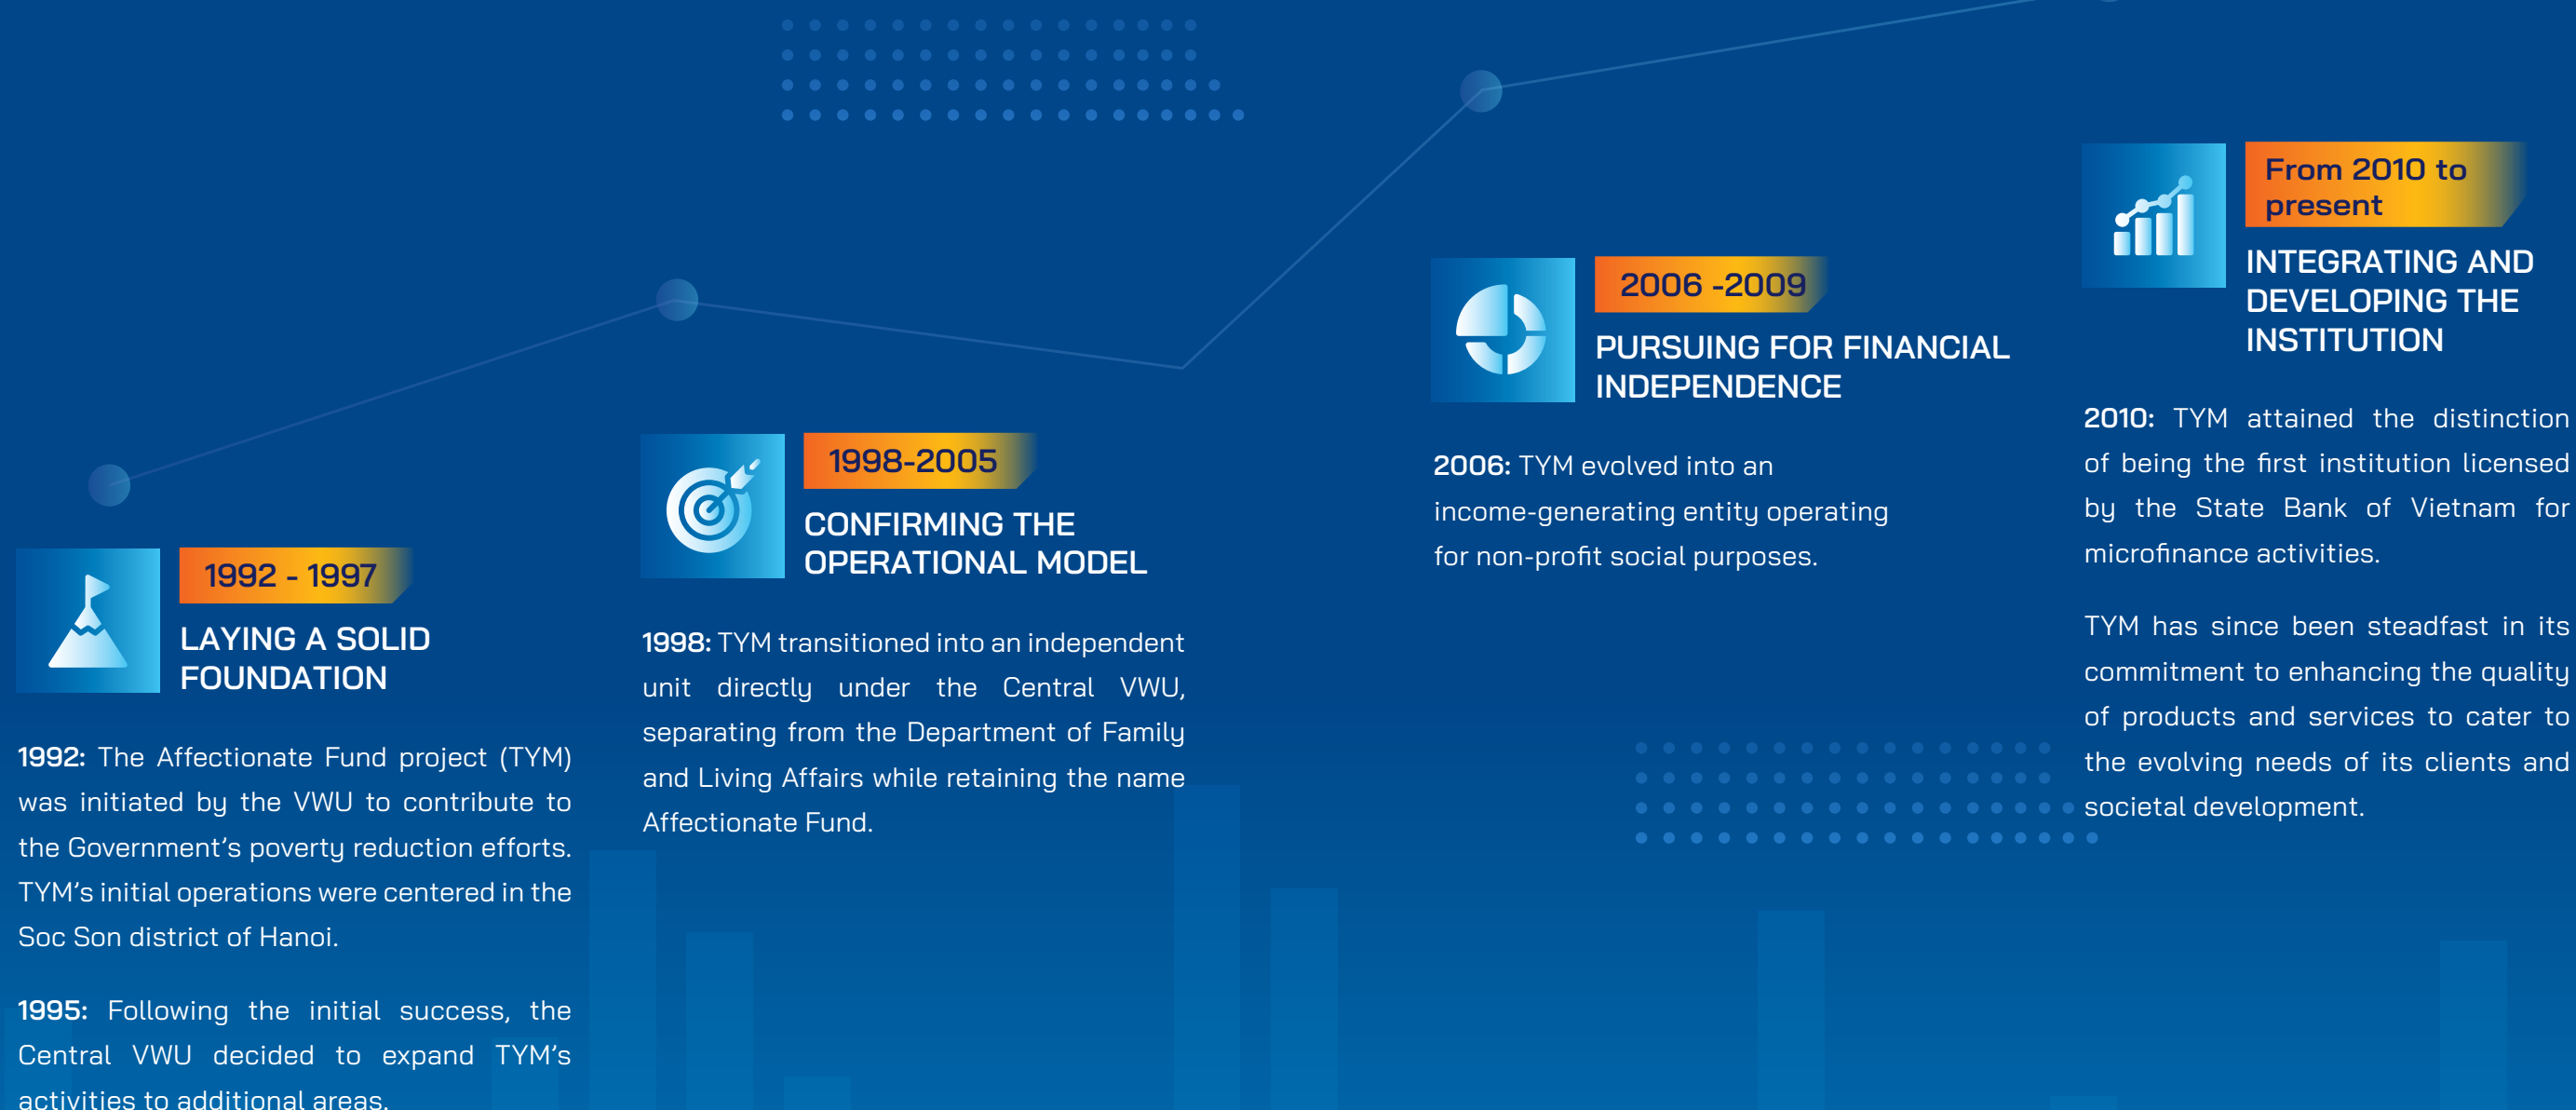 1992 - 1997
LAYING A SOLID
FOUNDATION
1992: The Affectionate Fund project (TYM)
was initiated by the VWU to contribute to
the Government’s poverty reduction efforts.
TYM’s initial operations were centered in the
Soc Son district of Hanoi.
1995: Following the initial success, the
Central VWU decided to expand TYM’s
activities to additional areas.
1998-2005
CONFIRMING THE
OPERATIONAL MODEL
1998: TYM transitioned into an independent
unit directly under the Central VWU,
separating from the Department of Family
and Living Affairs while retaining the name
Affectionate Fund.
2006 -2009
PURSUING FOR FINANCIAL
INDEPENDENCE
2006: TYM evolved into an
income-generating entity operating
for non-profit social purposes.
From 2010 to
present
INTEGRATING AND
DEVELOPING THE
INSTITUTION
2010: TYM attained the distinction
of being the first institution licensed
by the State Bank of Vietnam for
microfinance activities.
TYM has since been steadfast in its
commitment to enhancing the quality
of products and services to cater to
the evolving needs of its clients and
societal development.